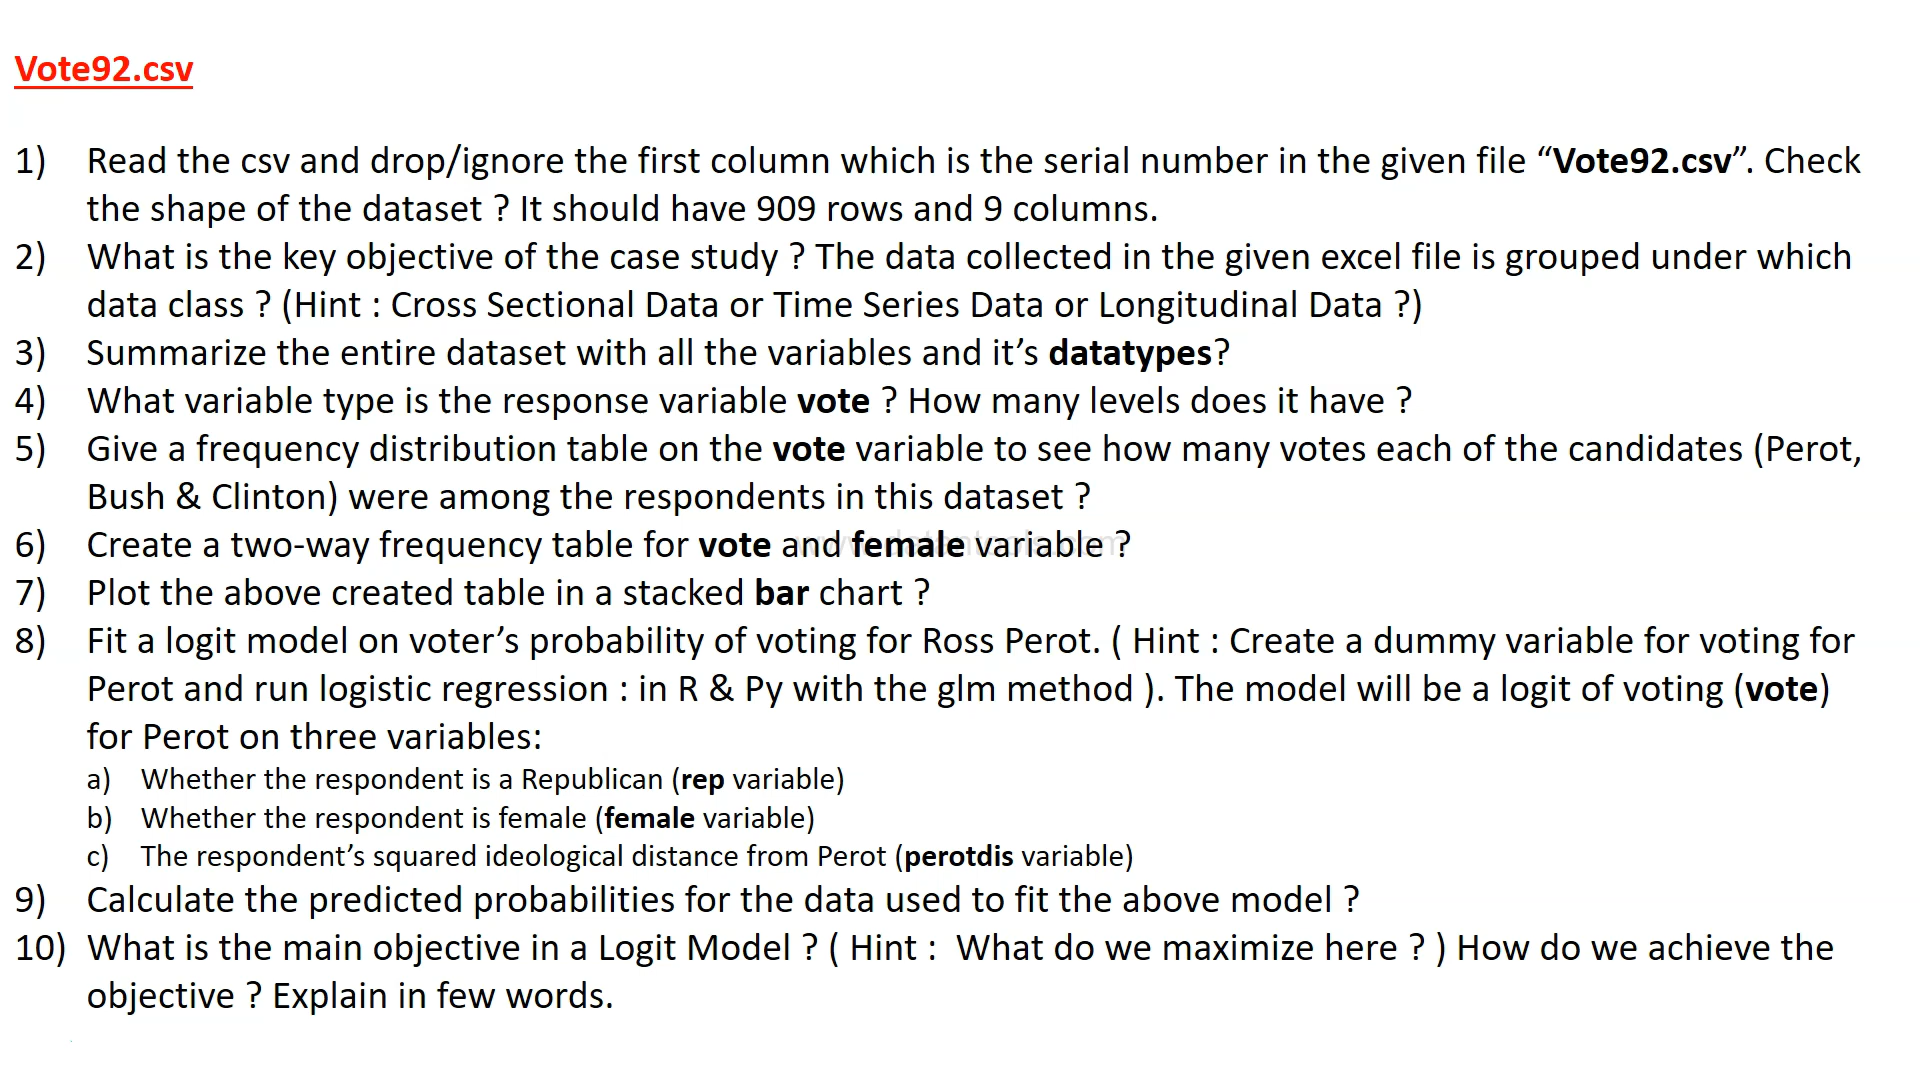 Vote92.csv
1) Read the csv and drop/ignore the first column which is the serial number in the given file “Vote92.csv”. Check
the shape of the dataset ? It should have 909 rows and 9 columns.
2) What is the key objective of the case study ? The data collected in the given excel file is grouped under which
data class ? (Hint : Cross Sectional Data or Time Series Data or Longitudinal Data ?)
3) Summarize the entire dataset with all the variables and it’s datatypes?
4) What variable type is the response variable vote ? How many levels does it have ?
5) Give a frequency distribution table on the vote variable to see how many votes each of the candidates (Perot,
Bush & Clinton) were among the respondents in this dataset ?
6) Create a two-way frequency table for vote and female variable ?
7) Plot the above created table in a stacked bar chart ?
8) Fit a logit model on voter’s probability of voting for Ross Perot. ( Hint : Create a dummy variable for voting for
Perot and run logistic regression : in R & Py with the glm method ). The model will be a logit of voting (vote)
for Perot on three variables:
a) Whether the respondent is a Republican (rep variable)
b) Whether the respondent is female (female variable)
c) The respondent’s squared ideological distance from Perot (perotdis variable)
9) Calculate the predicted probabilities for the data used to fit the above model ?
10) What is the main objective in a Logit Model ? ( Hint :  What do we maximize here ? ) How do we achieve the
objective ? Explain in few words.